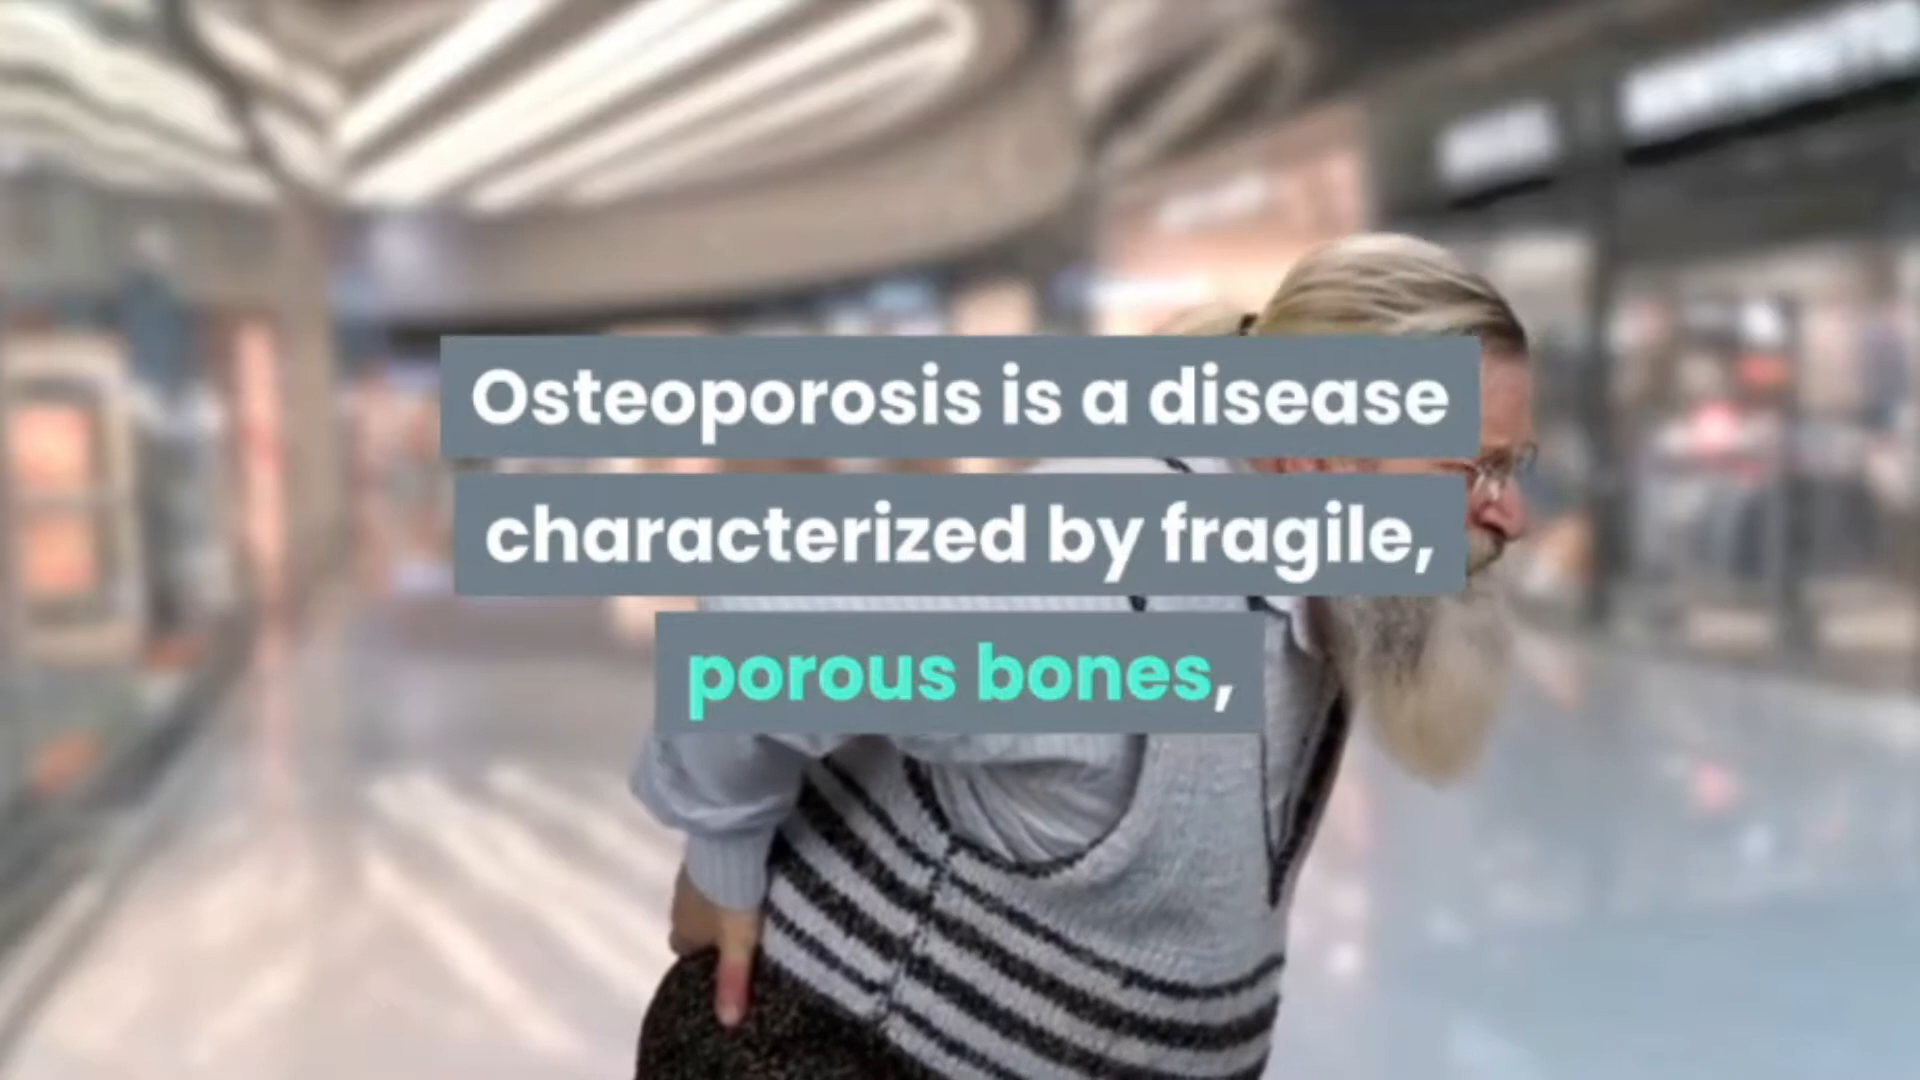 Osteoporosis is a disease
characterized by fragile,
porous bones,